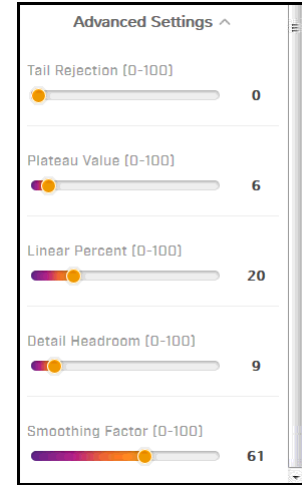 Advanced Settings
Tail Rejection (0-100)
0
Plateau Value (0-100)
6
Linear Percent (0-100)
20
Detail Headroom (0-100)
9
Smoothing Factor (0-100)
61